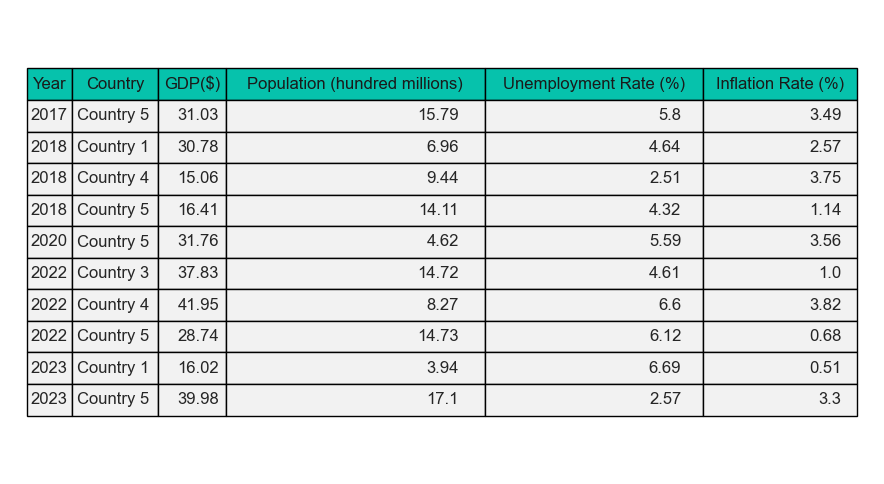 Year Country GDP($) Population (hundred millions) Unemployment Rate (%) Inflation Rate (%)
2017 Country 5 31.03 15.79 5.8 3.49
2018 Country 1 30.78 6.96 4.64 2.57
2018 Country 4 15.06 9.44 2.51 3.75
2018 Country 5 16.41 14.11 4.32 1.14
2020 Country 5 31.76 4.62 5.59 3.56
2022 Country 3 37.83 14.72 4.61 1.0
2022 Country 4 41.95 8.27 6.6 3.82
2022 Country 5 28.74 14.73 6.12 0.68
2023 Country 1 16.02 3.94 6.69 0.51
2023 Country 5 39.98 17.1 2.57 3.3